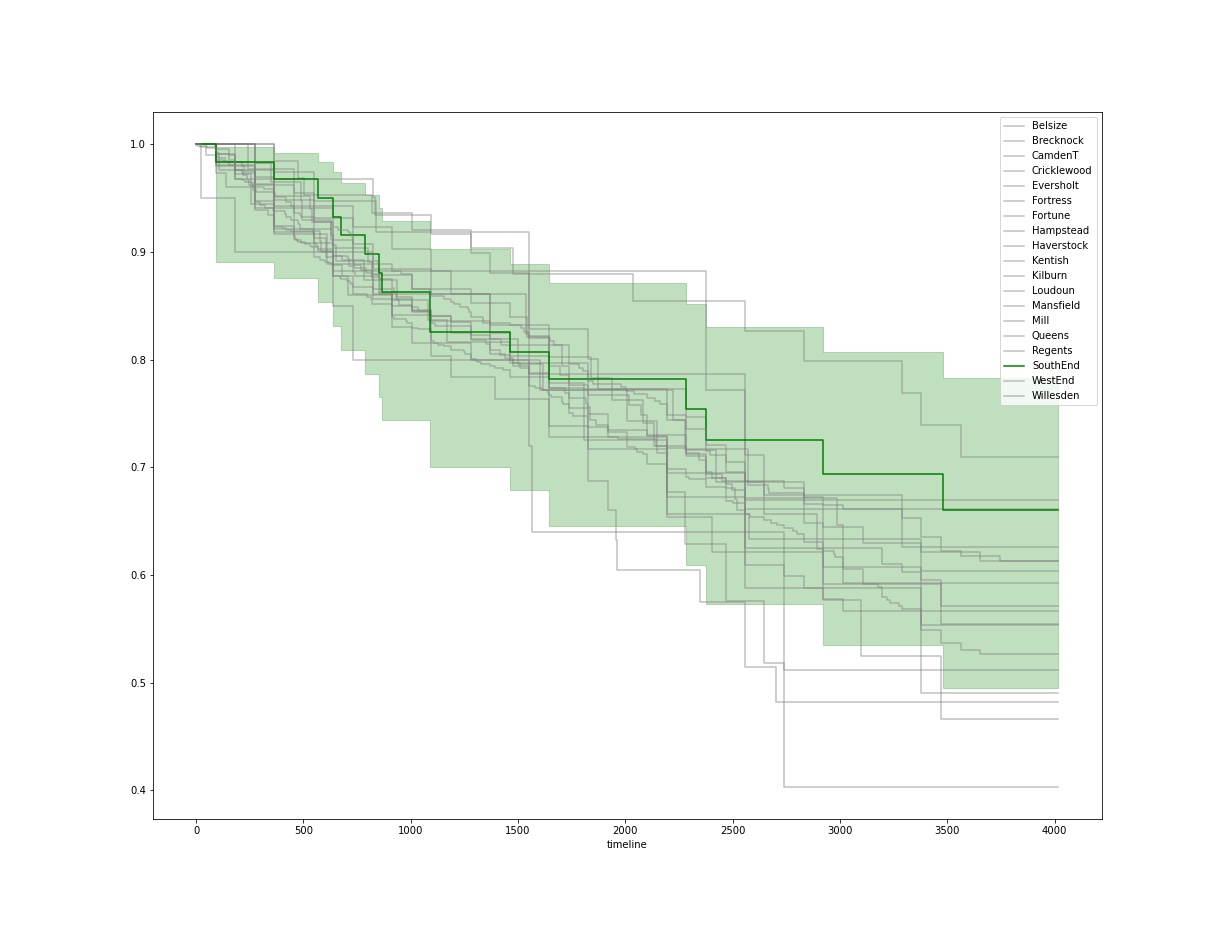 1.0
0.9
0.8
0.7
0.6
0.5
0.4
Belsize
Brecknock
CamdenT
Cricklewood
Eversholt
Fortress
Fortune
Hampstead
Haverstock
Kentish
Kilburn
Loudoun
Mansfield
Mill
Queens
Regents
SouthEnd
WestEnd
Willesden
0 500 1000 1500 2000 2500 3000 3500 4000
timeline